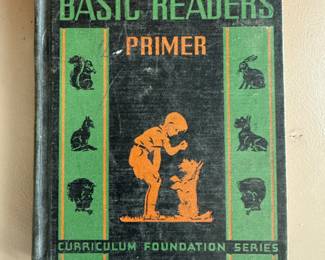 BASIC READERS
PRIMER
CURRICULUM FOUNDATION SERIES